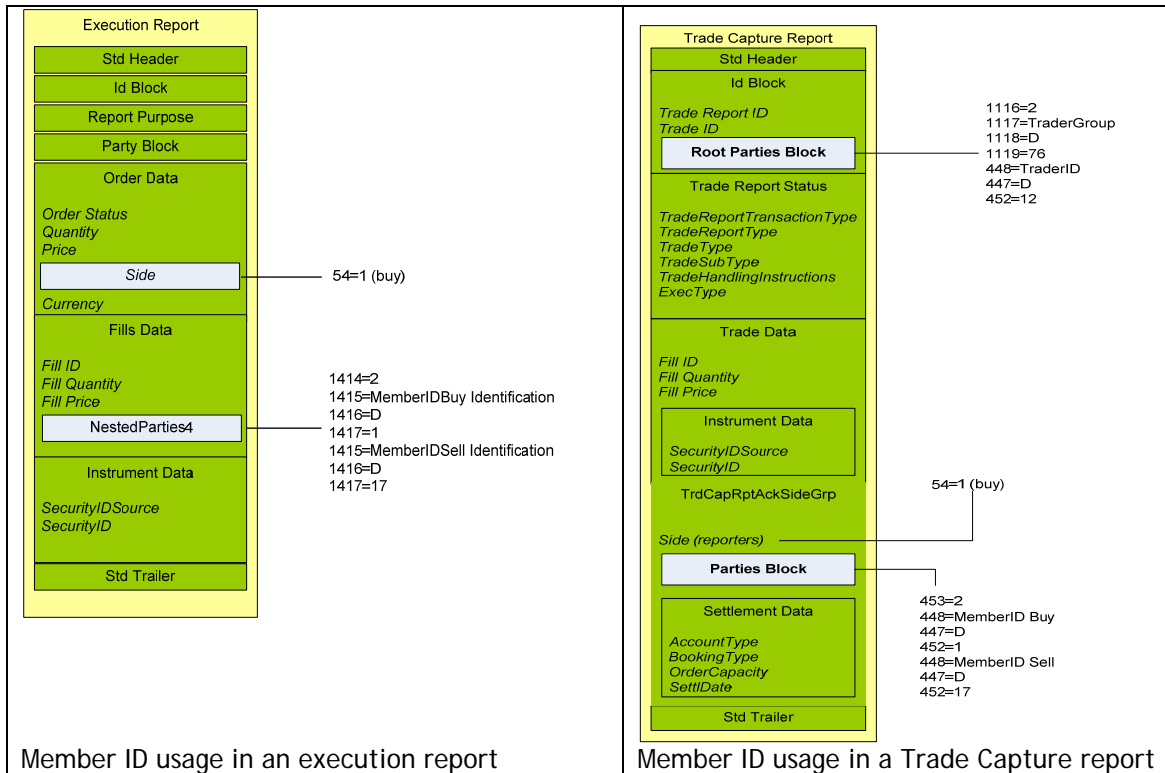 Execution Report
Std Header
Id Block
Report Purpose
Party Block
Order Data
Order Status
Quantity
Price
Side
54=1 (buy)
Currency
Fills Data
Fill ID
Fill Quantity
Fill Price
NestedParties4
1414=2
1415=MemberIDBuy Identification
1416=D
1417=1
1415=MemberIDSell Identification
1416=D
1417=17
Instrument Data
SecurityIDSource
SecurityID
Std Trailer
Member ID usage in an execution report
Trade Capture Report
Std Header
Id Block
Trade Report ID
Trade ID
Root Parties Block
1116=2
1117=TraderGroup
1118=D
1119=76
448=TraderID
447=D
452=12
Trade Report Status
TradeReportTransactionType
TradeReportType
TradeType
TradeSubType
TradeHandlingInstructions
ExecType
Trade Data
Fill ID
Fill Quantity
Fill Price
Instrument Data
SecurityIDSource
SecurityID
TrdCapRptAckSideGrp
54=1 (buy)
Side (reporters)
Parties Block
453=2
448=MemberID Buy
447=D
452=1
448=MemberID Sell
447=D
452=17
Settlement Data
AccountType
BookingType
OrderCapacity
SettlDate
Std Trailer
Member ID usage in a Trade Capture report